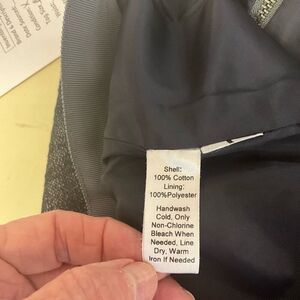 Shell:
100% Cotton
Lining:
100%Polyester
Handwash
Cold, Only
Non-Chlorine
Bleach When
Needed, Line
Dry, Warm
Iron If Needed